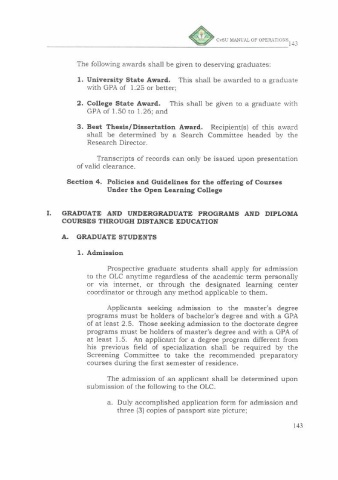 CvSU MANUAL OF OPERATIONS 143
The following awards shall be given to deserving graduates:
1. University State Award. This shall be awarded to a graduate
with GPA of 1.25 or better;
2. College State Award. This shall be given to a graduate with
GPA of 1.50 to 1.26; and
3. Best Thesis/Dissertation Award. Recipient(s) of this award
shall be determined by a Search Committee headed by the
Research Director.
Transcripts of records can only be issued upon presentation
of valid clearance.
Section 4. Policies and Guidelines for the offering of Courses
Under the Open Learning College
I. GRADUATE AND UNDERGRADUATE PROGRAMS AND DIPLOMA
COURSES THROUGH DISTANCE EDUCATION
A. GRADUATE STUDENTS
1. Admission
Prospective graduate students shall apply for admission
to the OLC anytime regardless of the academic term personally
or via internet, or through the designated learning center
coordinator or through any method applicable to them.
Applicants seeking admission to the master's degree
programs must be holders of bachelor's degree and with a GPA
of at least 2.5. Those seeking admission to the doctorate degree
programs must be holders of master's degree and with a GPA of
at least 1.5. An applicant for a degree program different from
his previous field of specialization shall be required by the
Screening Committee to take the recommended preparatory
courses during the first semester of residence.
The admission of an applicant shall be determined upon
submission of the following to the OLC.
a. Duly accomplished application form for admission and
three (3) copies of passport size picture;
143